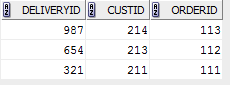 DELIVERYID CUSTID ORDERID
987 214 113
654 213 112
321 211 111